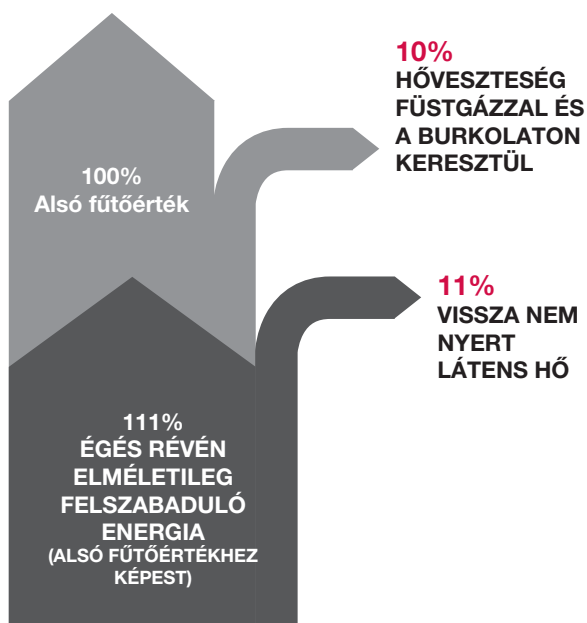 10%
HŐVESZTESÉG
FÜSTGÁZZAL ÉS
A BURKOLATON
KERESZTÜL
100%
Alsó fűtőérték
11%
VISSZA NEM
NYERT
LÁTENS HŐ
111%
ÉGÉS RÉVÉN
ELMÉLETILEG
FELSZABADULÓ
ENERGIA
(ALSÓ FŰTŐÉRTÉKHEZ
KÉPEST)